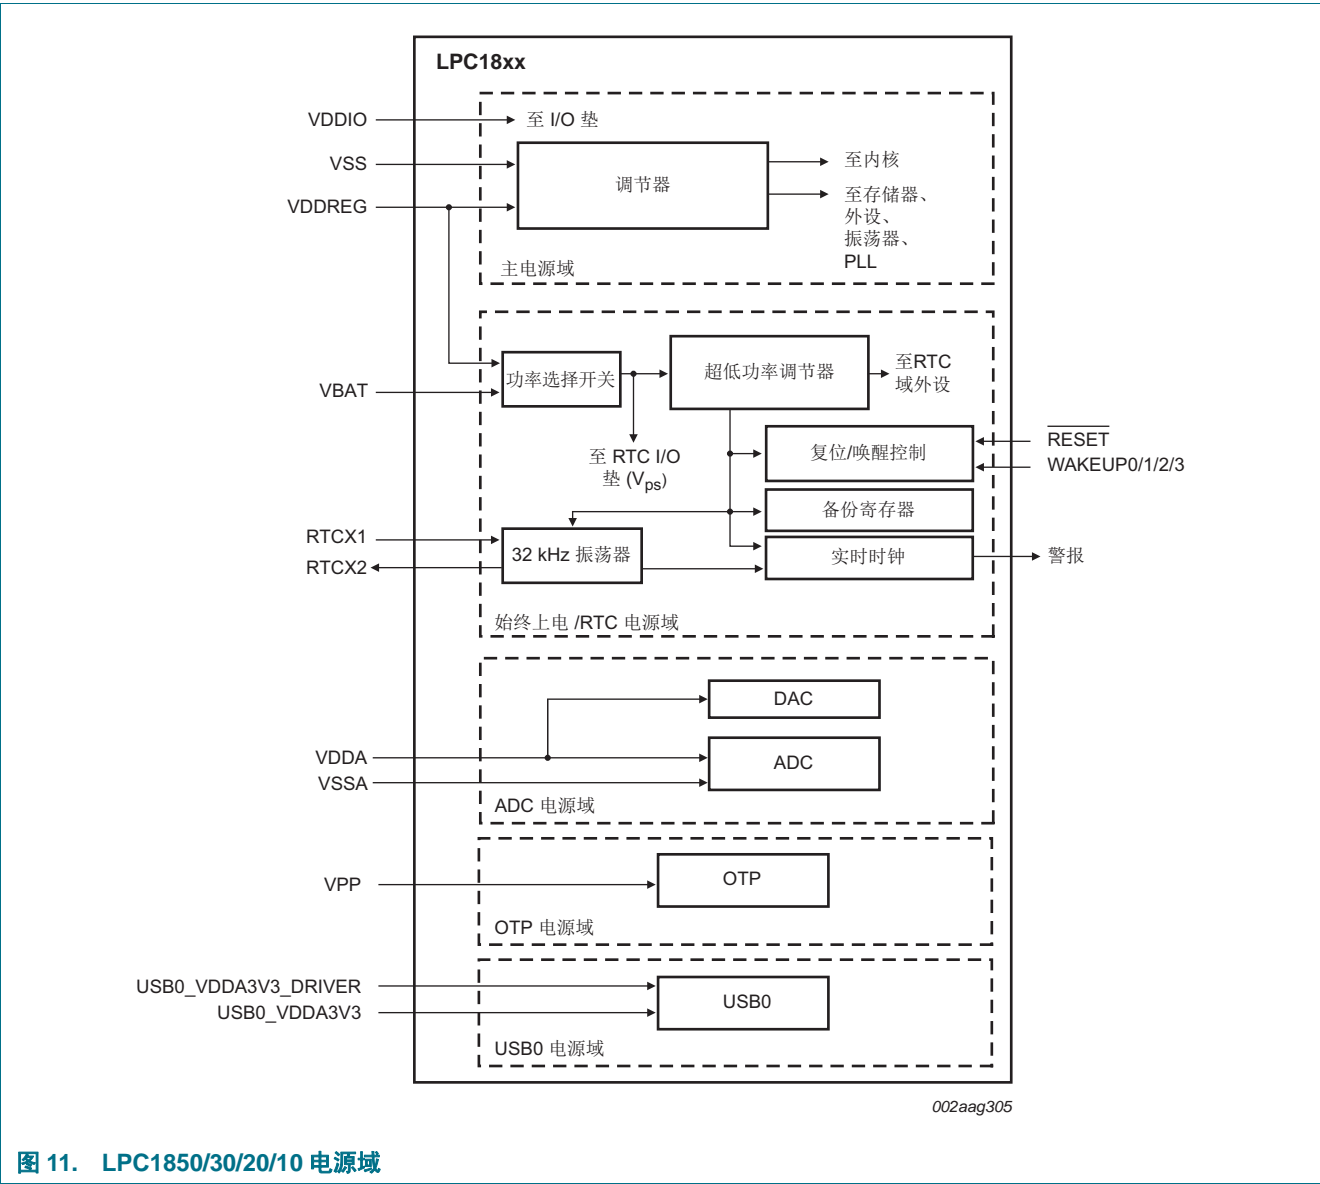 LPC18xx
VDDIO
至 I/O 垫
VSS
VDDREG
调节器
至内核
至存储器、
外设、
振荡器、
PLL
主电源域
VBAT
功率选择开关
超低功率调节器
至RTC
域外设
至 RTC I/O
垫 (Vps)
复位/唤醒控制
RESET
WAKEUP0/1/2/3
备份寄存器
RTCX1
RTCX2
32 kHz 振荡器
实时时钟
警报
始终上电 /RTC 电源域
DAC
VDDA
VSSA
ADC
ADC 电源域
VPP
OTP
OTP 电源域
USB0_VDDA3V3_DRIVER
USB0_VDDA3V3
USB0
USB0 电源域
002aag305
图 11. LPC1850/30/20/10 电源域